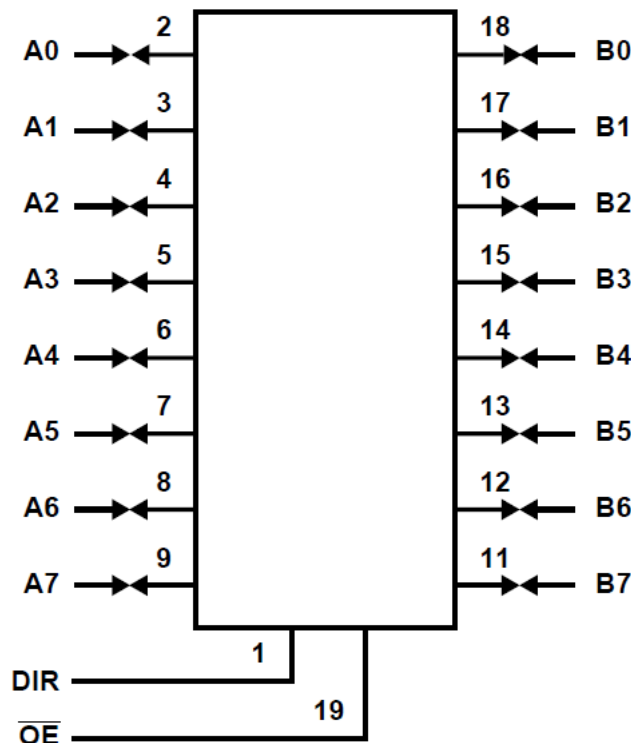 A0 2 18 B0
A1 3 17 B1
A2 4 16 B2
A3 5 15 B3
A4 6 14 B4
A5 7 13 B5
A6 8 12 B6
A7 9 11 B7
DIR 1
O̅E̅ 19